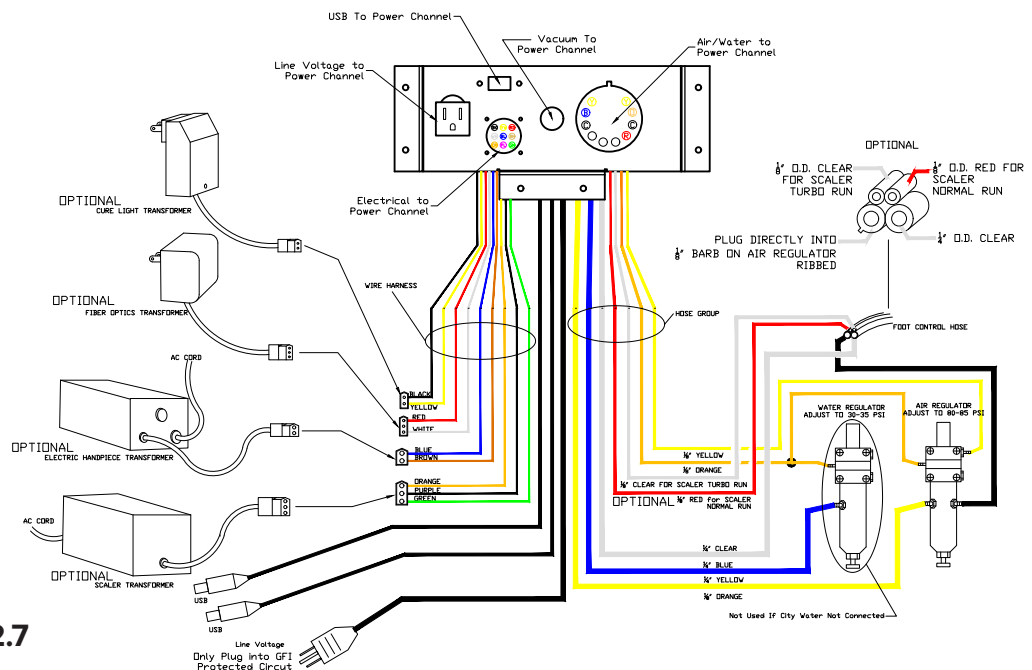 USB To Power Channel
Vacuum To
Power Channel
Air/Water to
Power Channel
Line Voltage to
Power Channel
Y
Y
B
O
C
C
R
OPTIONAL
1/8" O.D. CLEAR
FOR SCALER
TURBO RUN
1/8" O.D. RED FOR
SCALER
NORMAL RUN
OPTIONAL
CURE LIGHT TRANSFORMER
Electrical to
Power Channel
PLUG DIRECTLY INTO
1/8" BARB ON AIR REGULATOR
RIBBED
1/4" O.D. CLEAR
OPTIONAL
FIBER OPTICS TRANSFORMER
WIRE HARNESS
HOSE GROUP
FOOT CONTROL HOSE
AC CORD
BLACK
YELLOW
RED
WHITE
WATER REGULATOR
ADJUST TO 30-35 PSI
AIR REGULATOR
ADJUST TO 80-85 PSI
OPTIONAL
ELECTRIC HANDPIECE TRANSFORMER
BLUE
BROWN
1/8" YELLOW
1/8" ORANGE
1/8" CLEAR FOR SCALER TURBO RUN
OPTIONAL 1/8" RED for SCALER
NORMAL RUN
ORANGE
PURPLE
GREEN
AC CORD
OPTIONAL
SCALER TRANSFORMER
1/4" CLEAR
1/4" BLUE
1/4" YELLOW
1/4" ORANGE
USB
USB
Not Used If City Water Not Connected
2.7
Line Voltage
Only Plug into GFI
Protected Circut